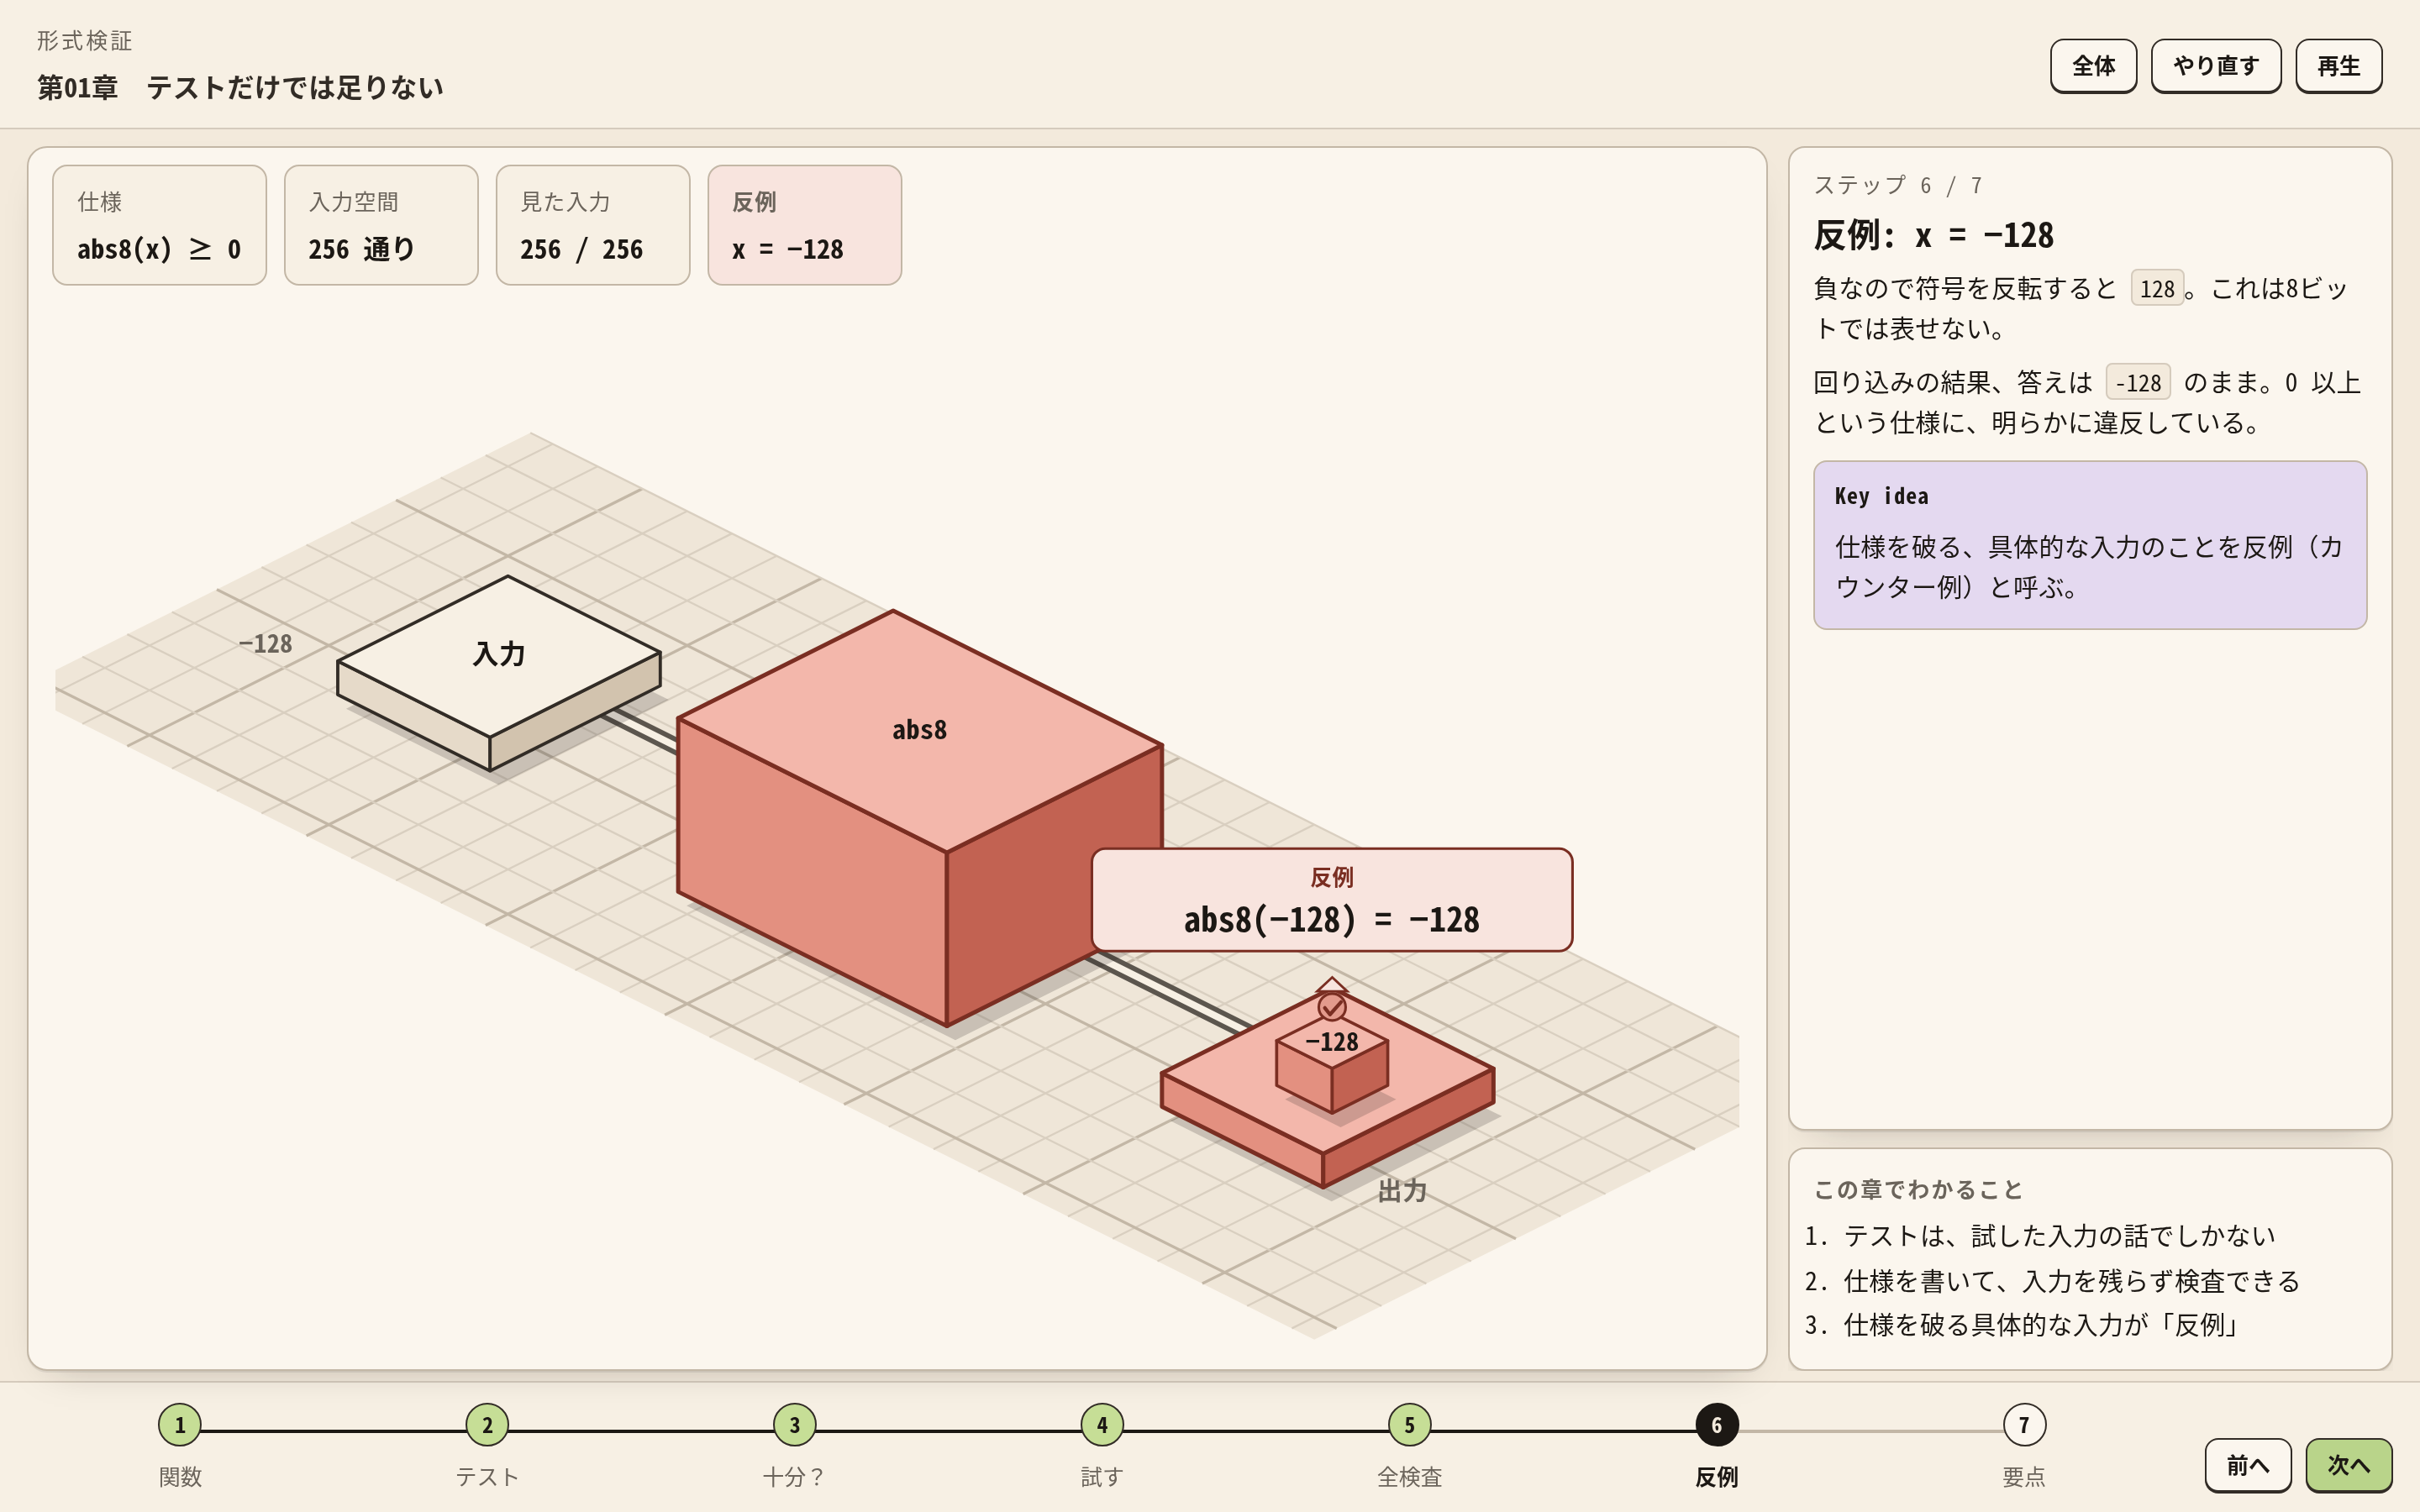 形式検証
第01章　テストだけでは足りない
全体
やり直す
再生
仕様
abs8(x) ≥ 0
入力空間
256 通り
見た入力
256 / 256
反例
x = −128
−128
入力
abs8
反例
abs8(−128) = −128
−128
出力
ステップ 6 / 7
反例: x = −128
負なので符号を反転すると 128。これは8ビッ
トでは表せない。
回り込みの結果、答えは -128 のまま。0 以上
という仕様に、明らかに違反している。
Key idea
仕様を破る、具体的な入力のことを反例（カ
ウンター例）と呼ぶ。
この章でわかること
1. テストは、試した入力の話でしかない
2. 仕様を書いて、入力を残らず検査できる
3. 仕様を破る具体的な入力が「反例」
1
2
3
4
5
6
7
関数
テスト
十分？
試す
全検査
反例
要点
前へ
次へ